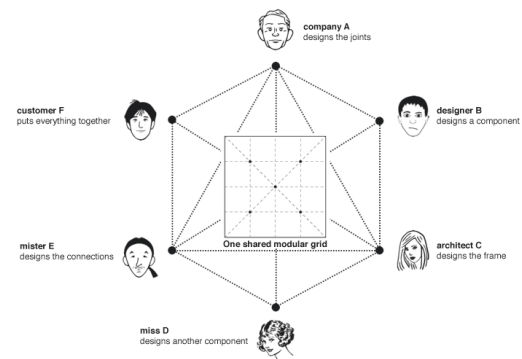 company A
designs the joints
customer F
puts everything together
designer B
designs a component
One shared modular grid
mister E
designs the connections
architect C
designs the frame
miss D
designs another component